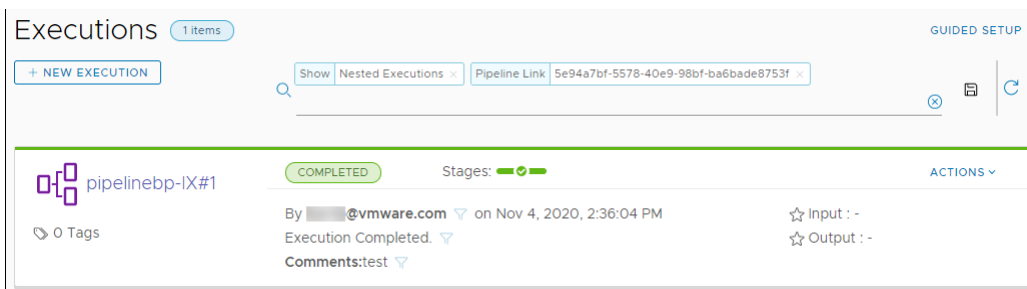 Executions 1 items
GUIDED SETUP
+ NEW EXECUTION
Show Nested Executions × Pipeline Link 5e94a7bf-5578-40e9-98bf-ba6bade8753f ×
pipelinebp-IX#1
0 Tags
COMPLETED Stages:
ACTIONS
By @vmware.com on Nov 4, 2020, 2:36:04 PM
Execution Completed.
Comments:test
Input : -
Output : -